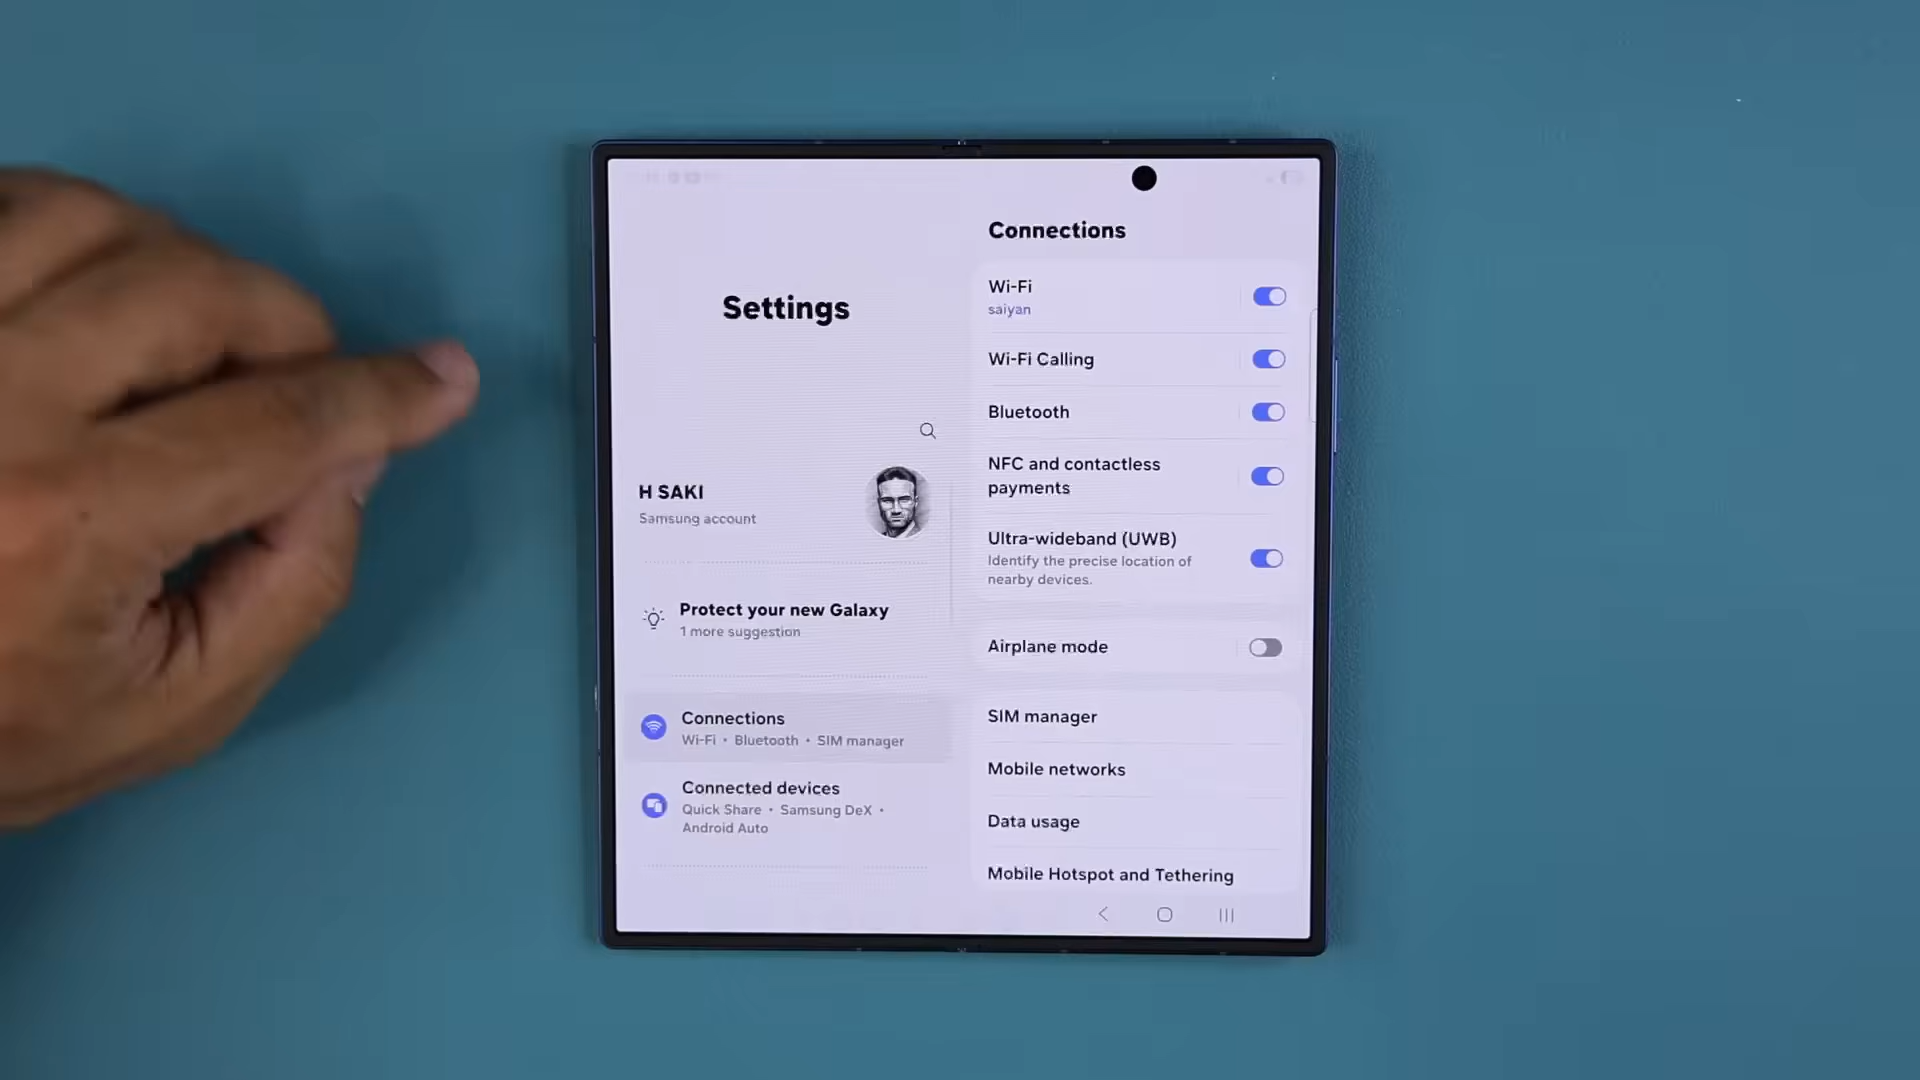 Settings
H SAKI
Samsung account
Protect your new Galaxy
1 more suggestion
Connections
Wi-Fi • Bluetooth • SIM manager
Connected devices
Quick Share • Samsung DeX •
Android Auto
Connections
Wi-Fi
saiyan
Wi-Fi Calling
Bluetooth
NFC and contactless
payments
Ultra-wideband (UWB)
Identify the precise location of
nearby devices.
Airplane mode
SIM manager
Mobile networks
Data usage
Mobile Hotspot and Tethering